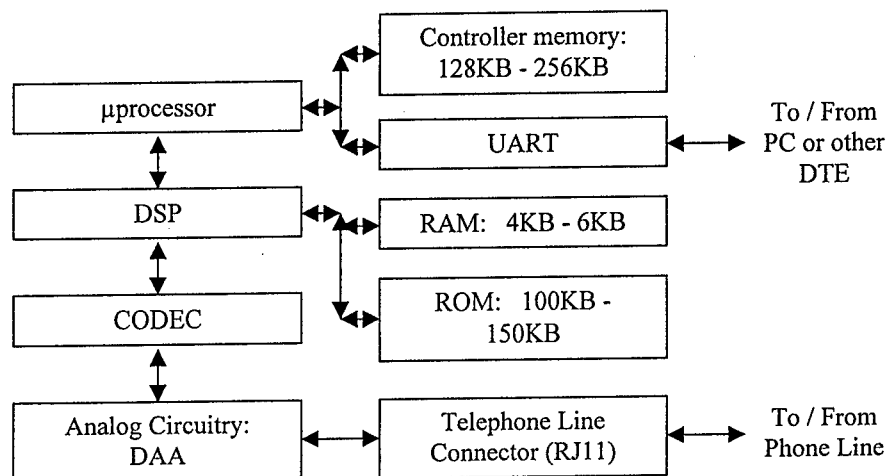 Controller memory:
128KB - 256KB
µprocessor
UART
To / From
PC or other
DTE
DSP
RAM: 4KB - 6KB
CODEC
ROM: 100KB -
150KB
Analog Circuitry:
DAA
Telephone Line
Connector (RJ11)
To / From
Phone Line